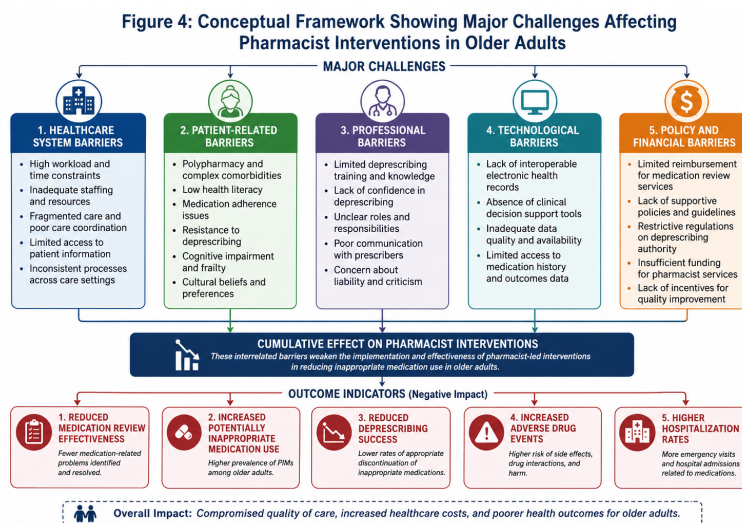 Figure 4: Conceptual Framework Showing Major Challenges Affecting
Pharmacist Interventions in Older Adults
MAJOR CHALLENGES
1. HEALTHCARE
SYSTEM BARRIERS
• High workload and
time constraints
• Inadequate staffing
and resources
• Fragmented care and
poor care coordination
• Limited access to
patient information
• Inconsistent processes
across care settings
2. PATIENT-RELATED
BARRIERS
• Polypharmacy and
complex comorbidities
• Low health literacy
• Medication adherence
issues
• Resistance to
deprescribing
• Cognitive impairment
and frailty
• Cultural beliefs and
preferences
3. PROFESSIONAL
BARRIERS
• Limited deprescribing
training and knowledge
• Lack of confidence in
deprescribing
• Unclear roles and
responsibilities
• Poor communication
with prescribers
• Concern about
liability and criticism
4. TECHNOLOGICAL
BARRIERS
• Lack of interoperable
electronic health
records
• Absence of clinical
decision support tools
• Inadequate data
quality and availability
• Limited access to
medication history
and outcomes data
5. POLICY AND
FINANCIAL BARRIERS
• Limited reimbursement
for medication review
services
• Lack of supportive
policies and guidelines
• Restrictive regulations
on deprescribing
authority
• Insufficient funding
for pharmacist services
• Lack of incentives for
quality improvement
CUMULATIVE EFFECT ON PHARMACIST INTERVENTIONS
These interrelated barriers weaken the implementation and effectiveness of pharmacist-led interventions
in reducing inappropriate medication use in older adults.
OUTCOME INDICATORS (Negative Impact)
1. REDUCED
MEDICATION REVIEW
EFFECTIVENESS
Fewer medication-related
problems identified
and resolved.
2. INCREASED
POTENTIALLY
INAPPROPRIATE
MEDICATION USE
Higher prevalence of PIMs
among older adults.
3. REDUCED
DEPRESCRIBING
SUCCESS
Lower rates of appropriate
discontinuation of
inappropriate medications.
4. INCREASED
ADVERSE DRUG
EVENTS
Higher risk of side effects,
drug interactions, and
harm.
5. HIGHER
HOSPITALIZATION
RATES
More emergency visits
and hospital admissions
related to medications.
Overall Impact: Compromised quality of care, increased healthcare costs, and poorer health outcomes for older adults.